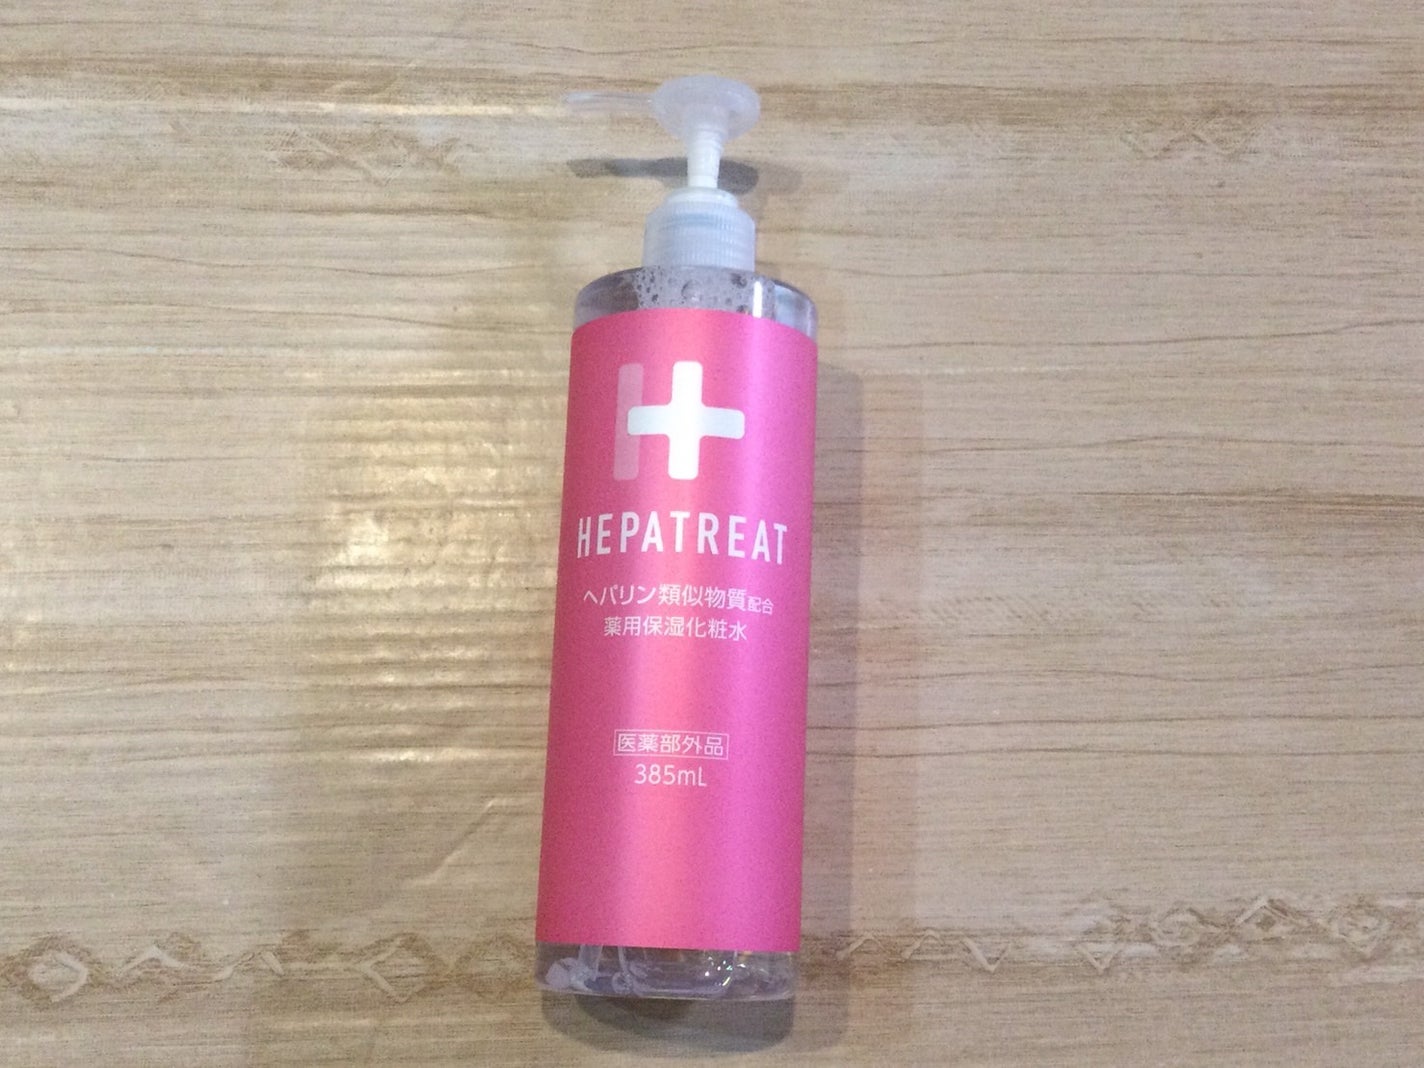 H
HEPATREAT
ヘパリン類似物質配合
薬用保湿化粧水
医薬部外品
385mL